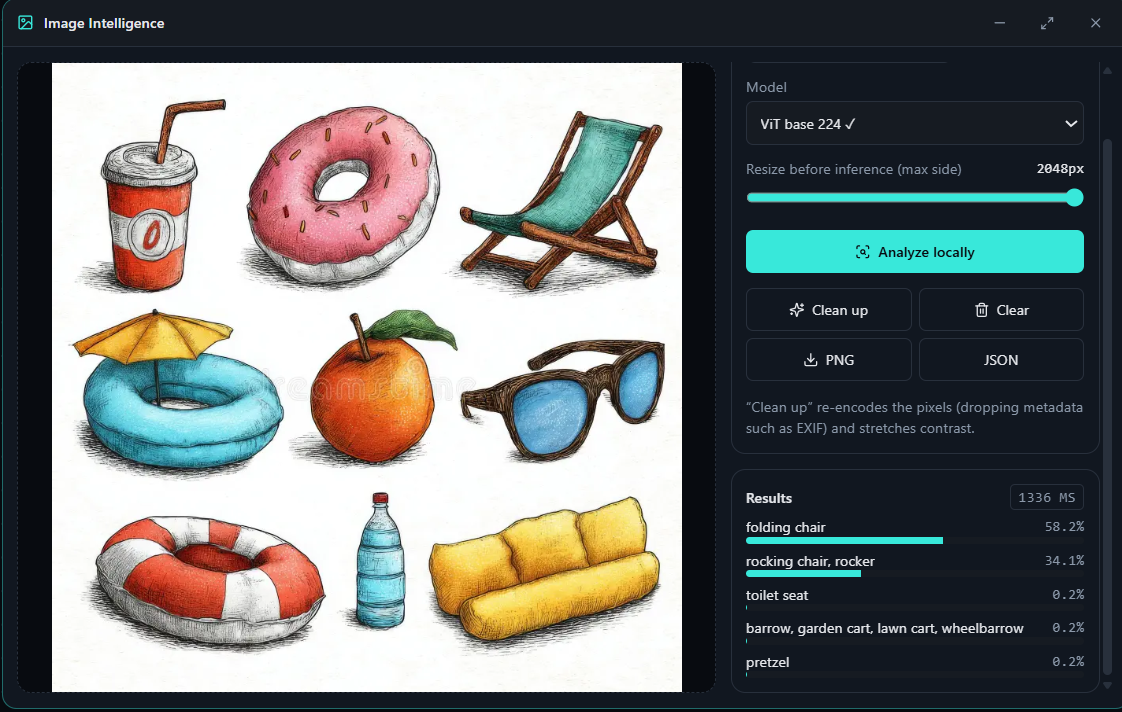 Image Intelligence
Model
ViT base 224 ✓
Resize before inference (max side) 2048px
Analyze locally
Clean up
Clear
PNG
JSON
“Clean up” re-encodes the pixels (dropping metadata
such as EXIF) and stretches contrast.
Results 1336 MS
folding chair 58.2%
rocking chair, rocker 34.1%
toilet seat 0.2%
barrow, garden cart, lawn cart, wheelbarrow 0.2%
pretzel 0.2%
dreamstime